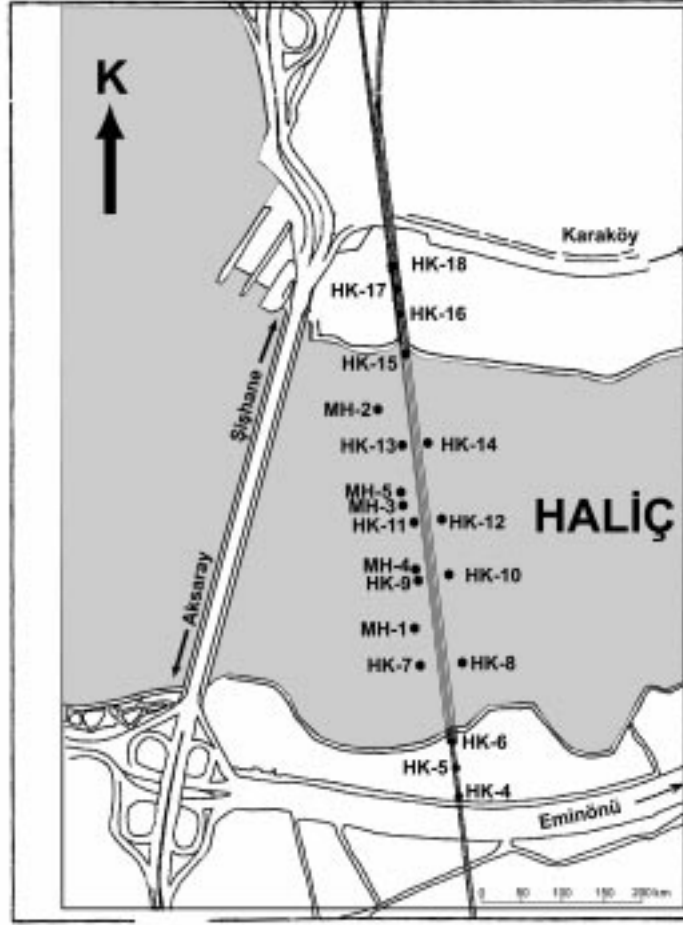 K
Karaköy
HK-18
HK-17
HK-16
HK-15
Şişhane
MH-2
HK-13
HK-14
MH-5
MH-3
HK-11
HK-12
HALİÇ
MH-4
HK-9
HK-10
Aksaray
MH-1
HK-7
HK-8
HK-6
HK-5
HK-4
Eminönü
0 50 100 150 200 km